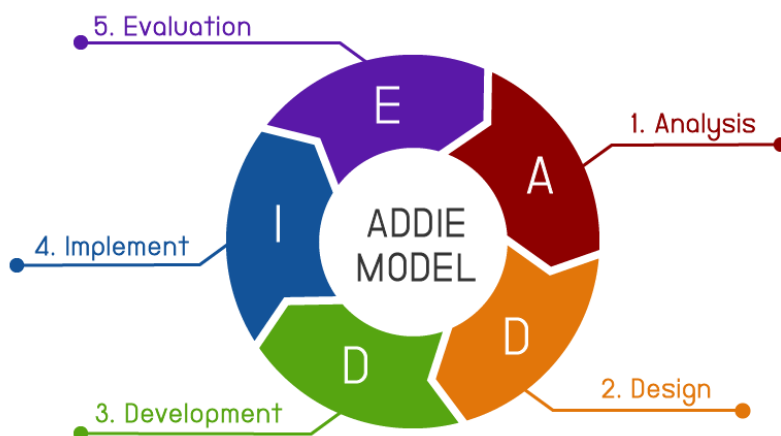 5. Evaluation
E
1. Analysis
A
ADDIE
MODEL
I
4. Implement
D
2. Design
D
3. Development